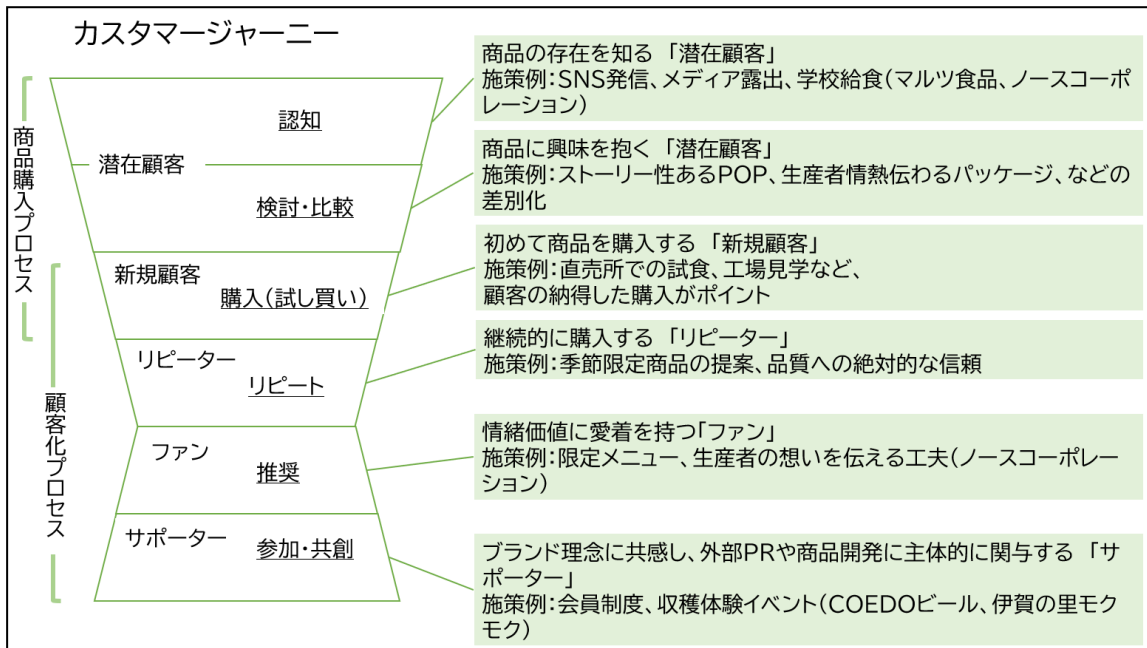 カスタマージャーニー
商品購入プロセス
顧客化プロセス
認知
潜在顧客
検討・比較
新規顧客
購入(試し買い)
リピーター
リピート
ファン
推奨
サポーター
参加・共創
商品の存在を知る 「潜在顧客」
施策例:SNS発信、メディア露出、学校給食(マルツ食品、ノースコーポ
レーション)
商品に興味を抱く 「潜在顧客」
施策例:ストーリー性あるPOP、生産者情熱伝わるパッケージ、などの
差別化
初めて商品を購入する 「新規顧客」
施策例:直売所での試食、工場見学など、
顧客の納得した購入がポイント
継続的に購入する 「リピーター」
施策例:季節限定商品の提案、品質への絶対的な信頼
情緒価値に愛着を持つ「ファン」
施策例:限定メニュー、生産者の想いを伝える工夫(ノースコーポレー
ション)
ブランド理念に共感し、外部PRや商品開発に主体的に関与する 「サ
ポーター」
施策例:会員制度、収穫体験イベント(COEDOビール、伊賀の里モク
モク)